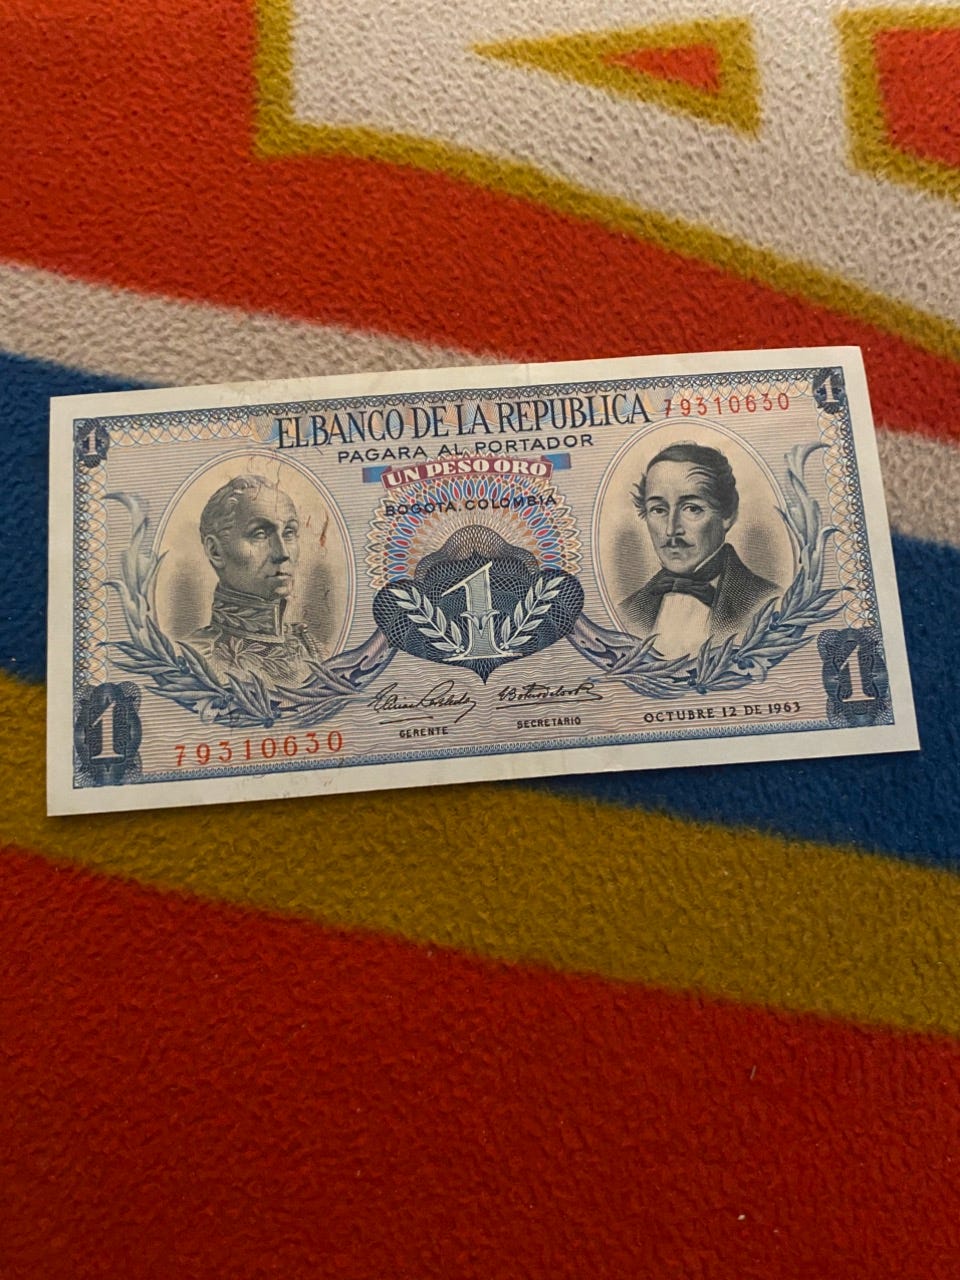 1
EL BANCO DE LA REPUBLICA
79310630
1
PAGARA AL PORTADOR
UN PESO ORO
BOGOTA. COLOMBIA
1
GERENTE
SECRETARIO
OCTUBRE 12 DE 1963
1
79310630
1